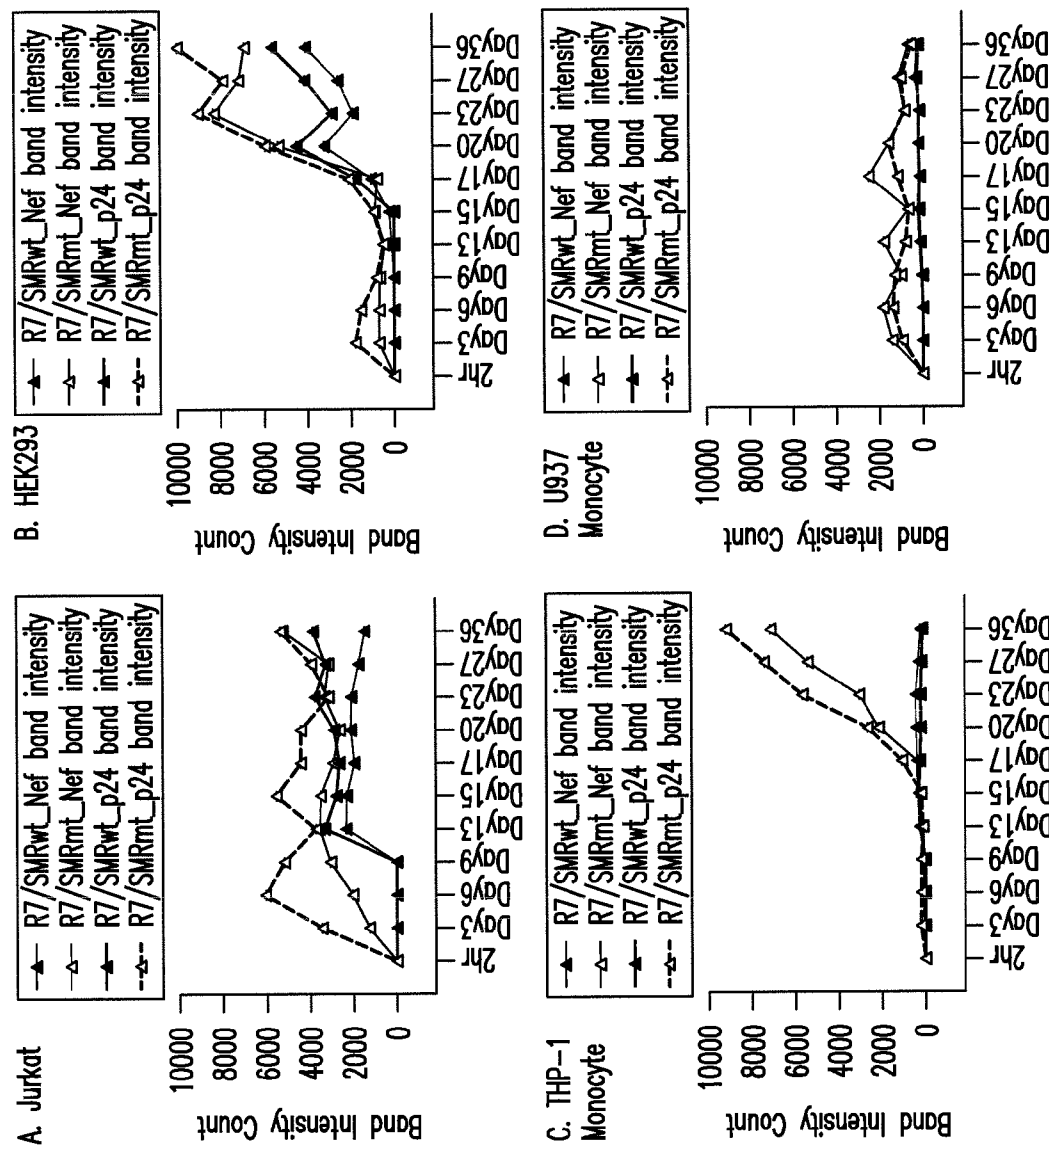 A. Jurkat
R7/SMRwt_Nef band intensity
R7/SMRmt_Nef band intensity
R7/SMRwt_p24 band intensity
R7/SMRmt_p24 band intensity
Band Intensity Count
10000
8000
6000
4000
2000
0
2hr
Day3
Day6
Day9
Day13
Day15
Day17
Day20
Day23
Day27
Day36
B. HEK293
R7/SMRwt_Nef band intensity
R7/SMRmt_Nef band intensity
R7/SMRwt_p24 band intensity
R7/SMRmt_p24 band intensity
Band Intensity Count
10000
8000
6000
4000
2000
0
2hr
Day3
Day6
Day9
Day13
Day15
Day17
Day20
Day23
Day27
Day36
C. THP-1
Monocyte
R7/SMRwt_Nef band intensity
R7/SMRmt_Nef band intensity
R7/SMRwt_p24 band intensity
R7/SMRmt_p24 band intensity
Band Intensity Count
10000
8000
6000
4000
2000
0
2hr
Day3
Day6
Day9
Day13
Day15
Day17
Day20
Day23
Day27
Day36
D. U937
Monocyte
R7/SMRwt_Nef band intensity
R7/SMRmt_Nef band intensity
R7/SMRwt_p24 band intensity
R7/SMRmt_p24 band intensity
Band Intensity Count
10000
8000
6000
4000
2000
0
2hr
Day3
Day6
Day9
Day13
Day15
Day17
Day20
Day23
Day27
Day36